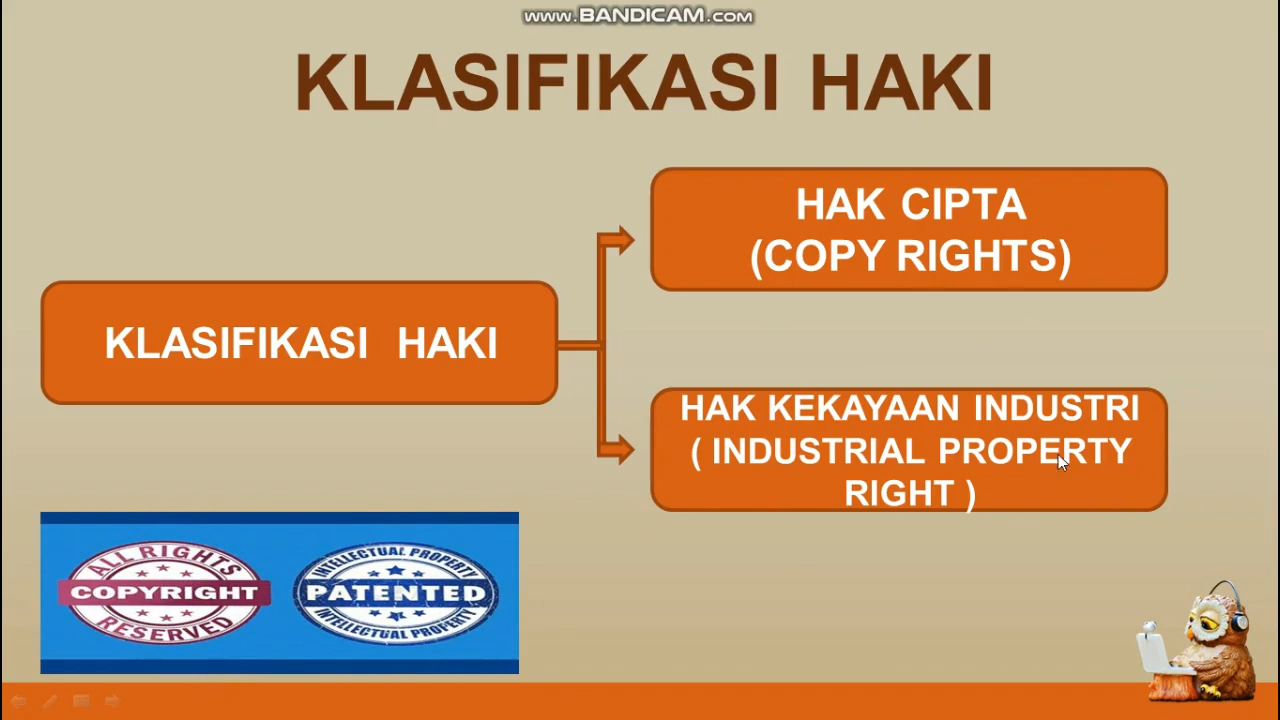 WWW.BANDICAM.COM
KLASIFIKASI HAKI
HAK CIPTA
(COPY RIGHTS)
KLASIFIKASI HAKI
HAK KEKAYAAN INDUSTRI
( INDUSTRIAL PROPERTY
RIGHT )
ALL RIGHTS
COPYRIGHT
RESERVED
INTELLECTUAL PROPERTY
PATENTED
INTELLECTUAL PROPERTY